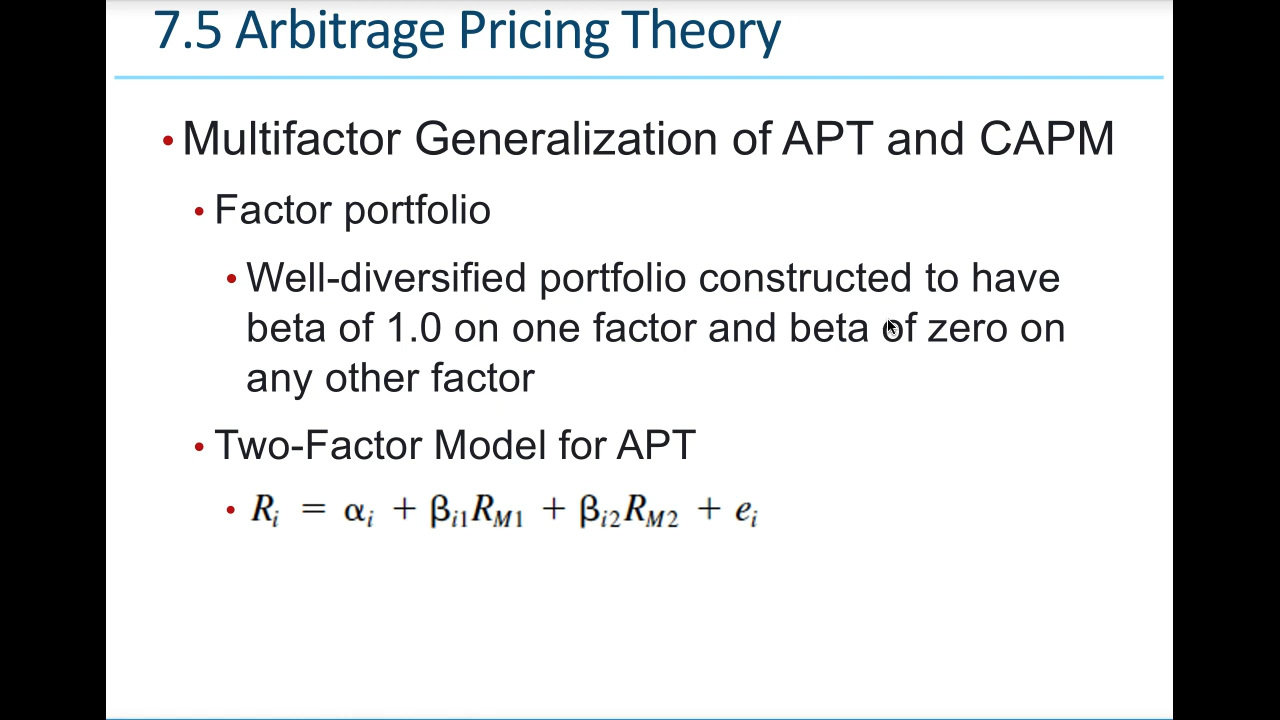 7.5 Arbitrage Pricing Theory
• Multifactor Generalization of APT and CAPM
• Factor portfolio
• Well-diversified portfolio constructed to have
beta of 1.0 on one factor and beta of zero on
any other factor
• Two-Factor Model for APT
• Rᵢ = αᵢ + βᵢ₁R_M1 + βᵢ₂R_M2 + eᵢ